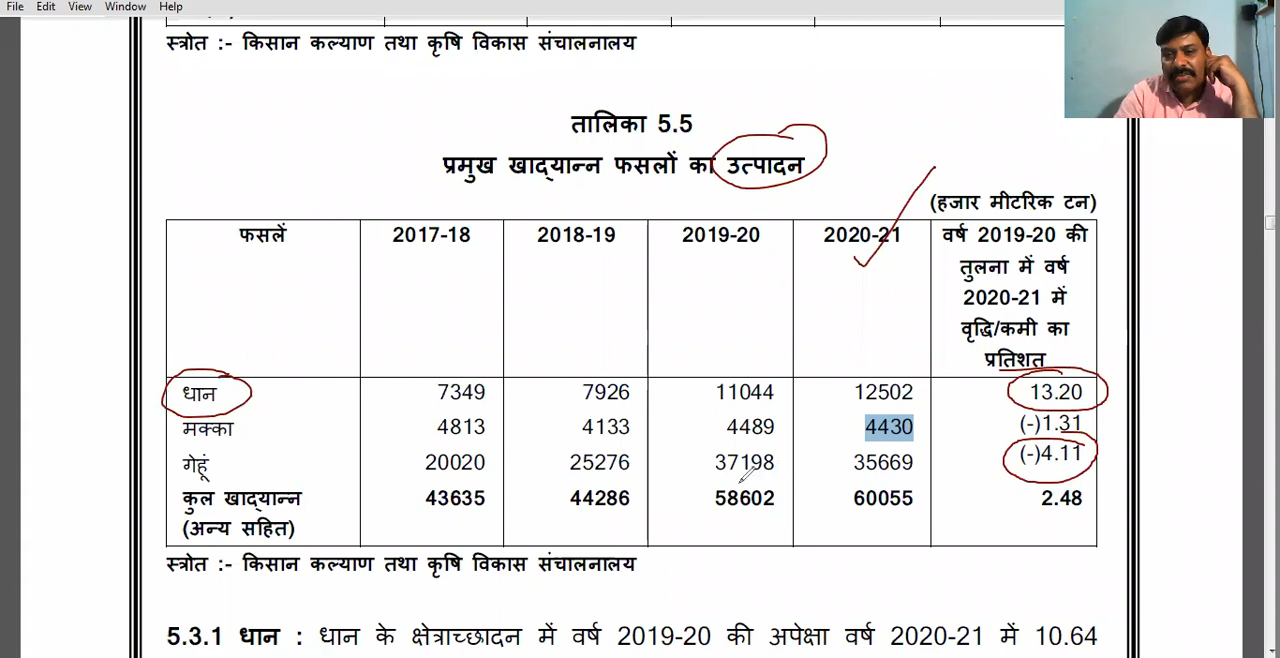 File Edit View Window Help
स्त्रोत :- किसान कल्याण तथा कृषि विकास संचालनालय
तालिका 5.5
प्रमुख खाद्यान्न फसलों का उत्पादन
(हजार मीटरिक टन)
फसलें 2017-18 2018-19 2019-20 2020-21 वर्ष 2019-20 की
तुलना में वर्ष
2020-21 में
वृद्धि/कमी का
प्रतिशत
धान 7349 7926 11044 12502 13.20
मक्का 4813 4133 4489 4430 (-)1.31
गेहूं 20020 25276 37198 35669 (-)4.11
कुल खाद्यान्न 43635 44286 58602 60055 2.48
(अन्य सहित)
स्त्रोत :- किसान कल्याण तथा कृषि विकास संचालनालय
5.3.1 धान : धान के क्षेत्राच्छादन में वर्ष 2019-20 की अपेक्षा वर्ष 2020-21 में 10.64